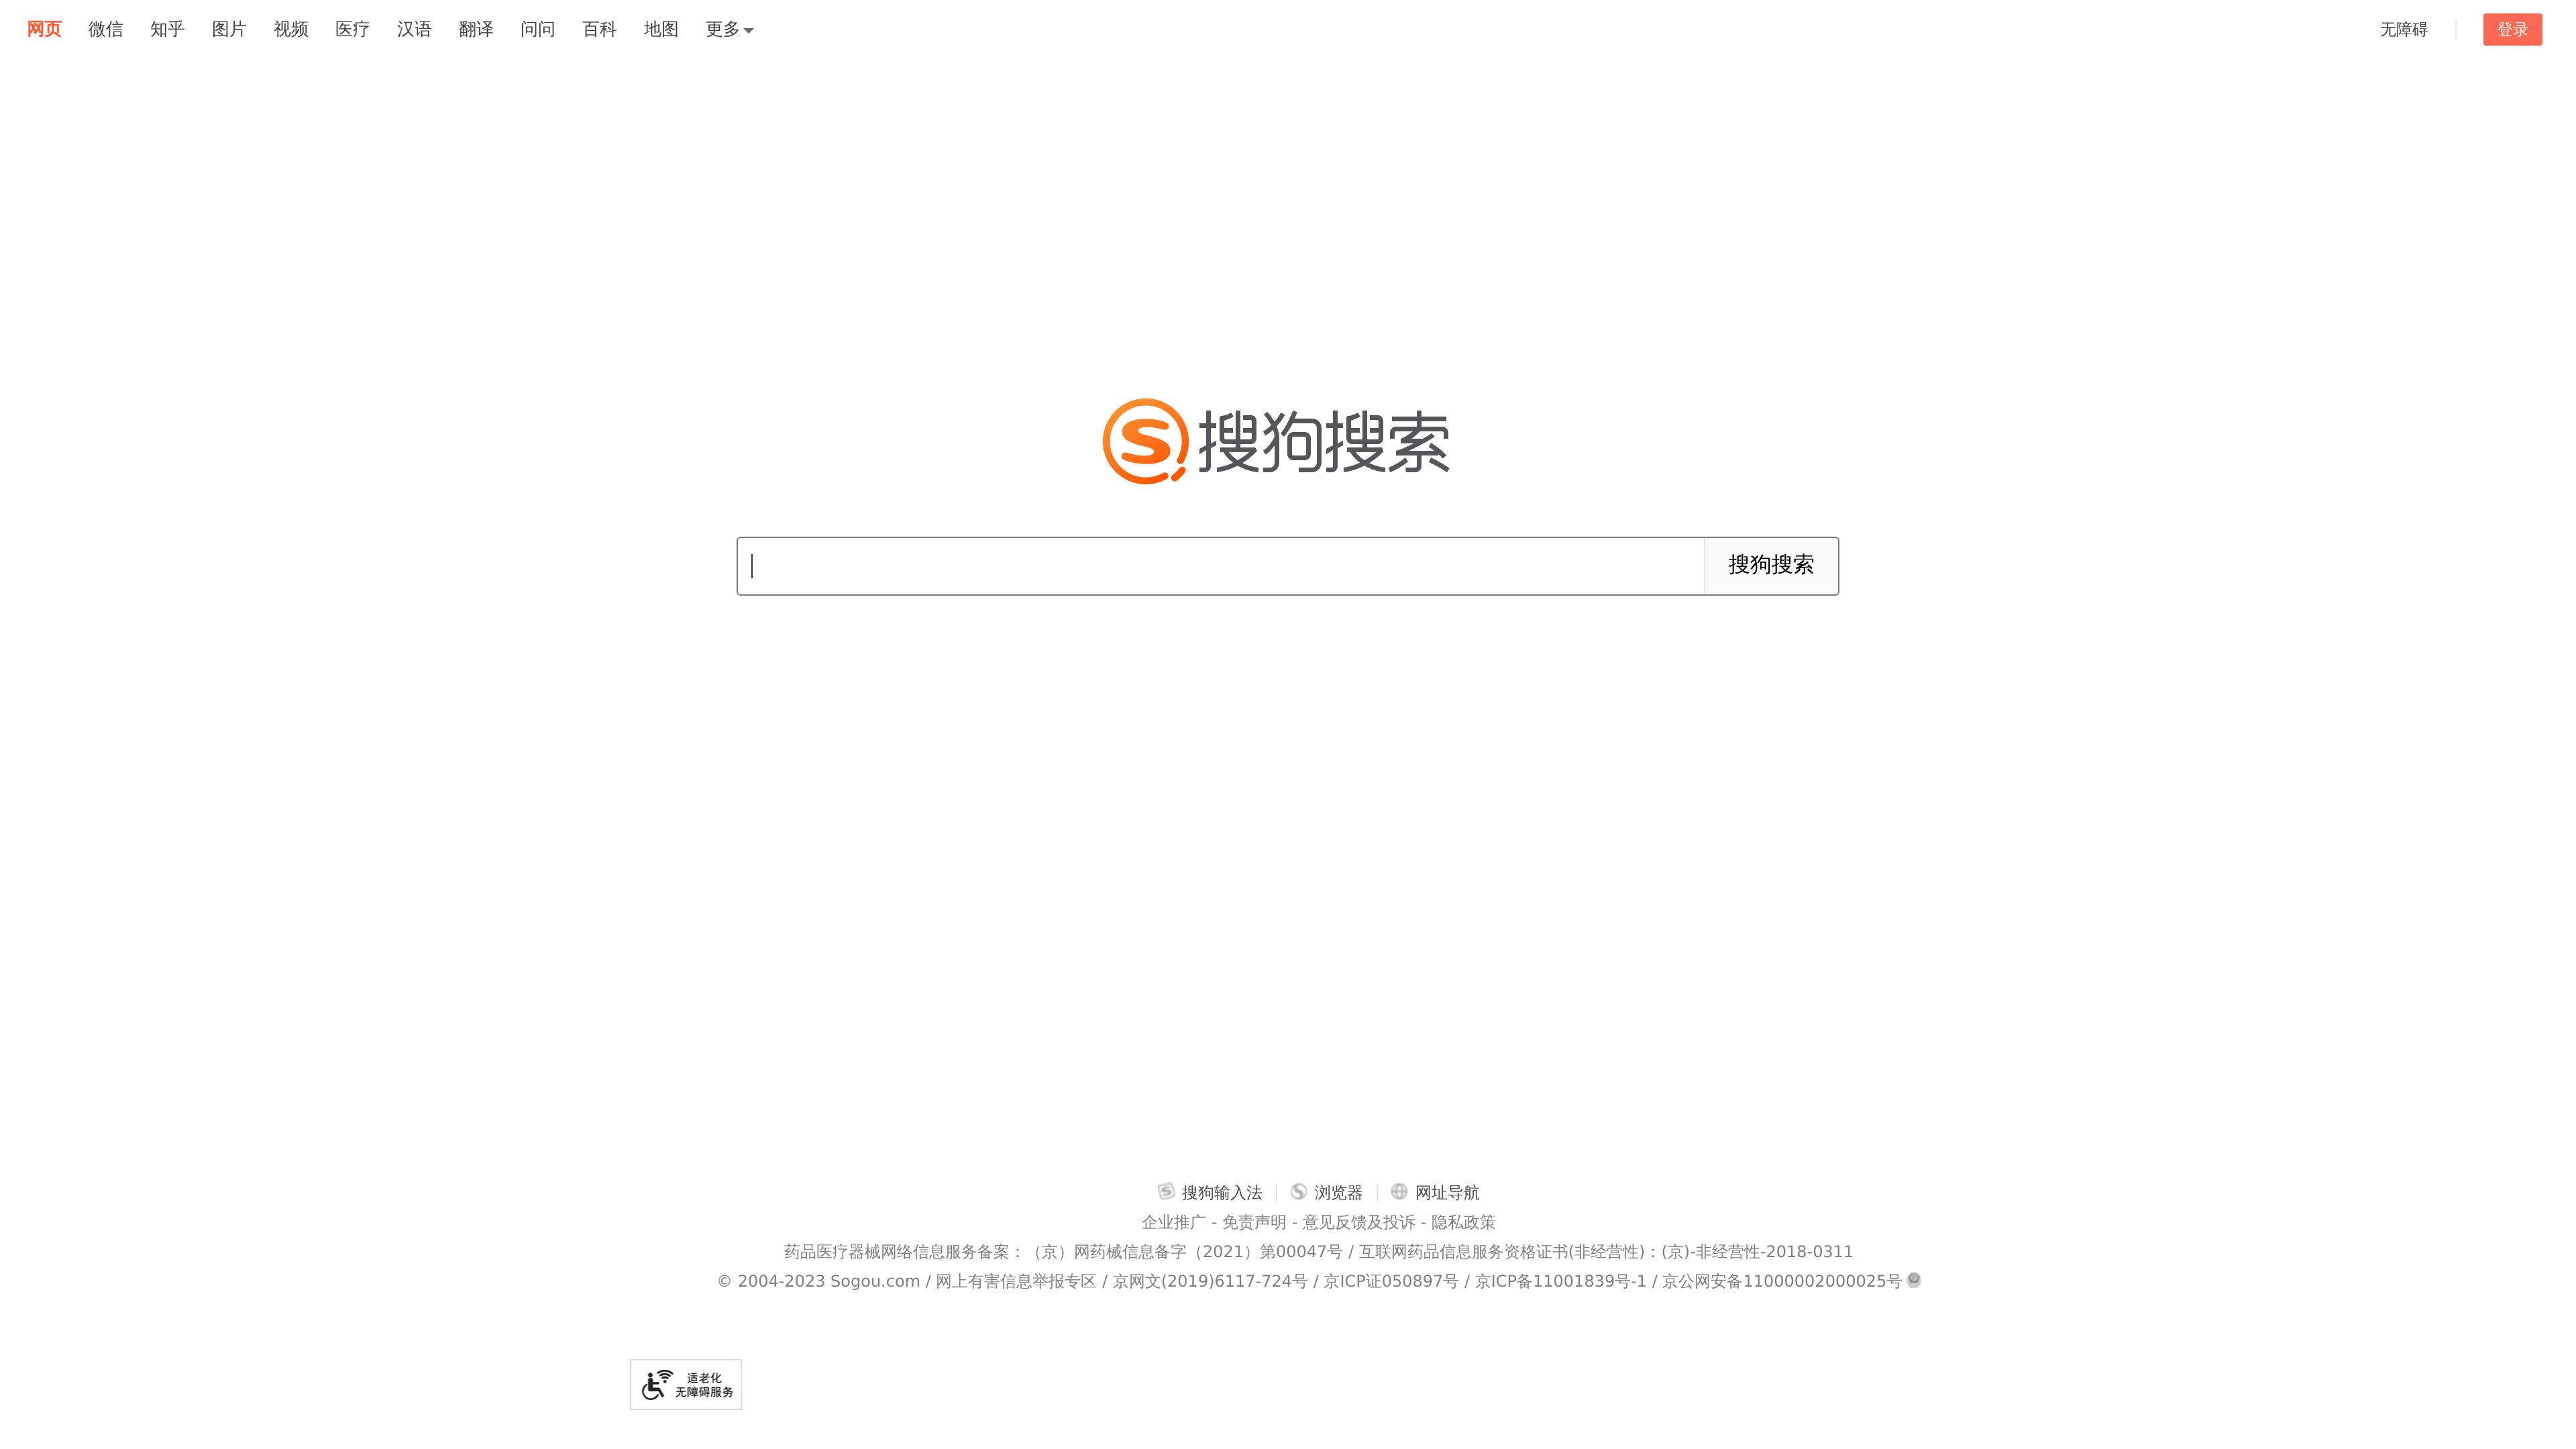 网页 微信 知乎 图片 视频 医疗 汉语 翻译 问问 百科 地图 更多 无障碍 登录
搜狗搜索
搜狗搜索
搜狗输入法 浏览器 网址导航
企业推广 - 免责声明 - 意见反馈及投诉 - 隐私政策
药品医疗器械网络信息服务备案：（京）网药械信息备字（2021）第00047号 / 互联网药品信息服务资格证书(非经营性)：(京)-非经营性-2018-0311
© 2004-2023 Sogou.com / 网上有害信息举报专区 / 京网文(2019)6117-724号 / 京ICP证050897号 / 京ICP备11001839号-1 / 京公网安备11000002000025号
适老化
无障碍服务